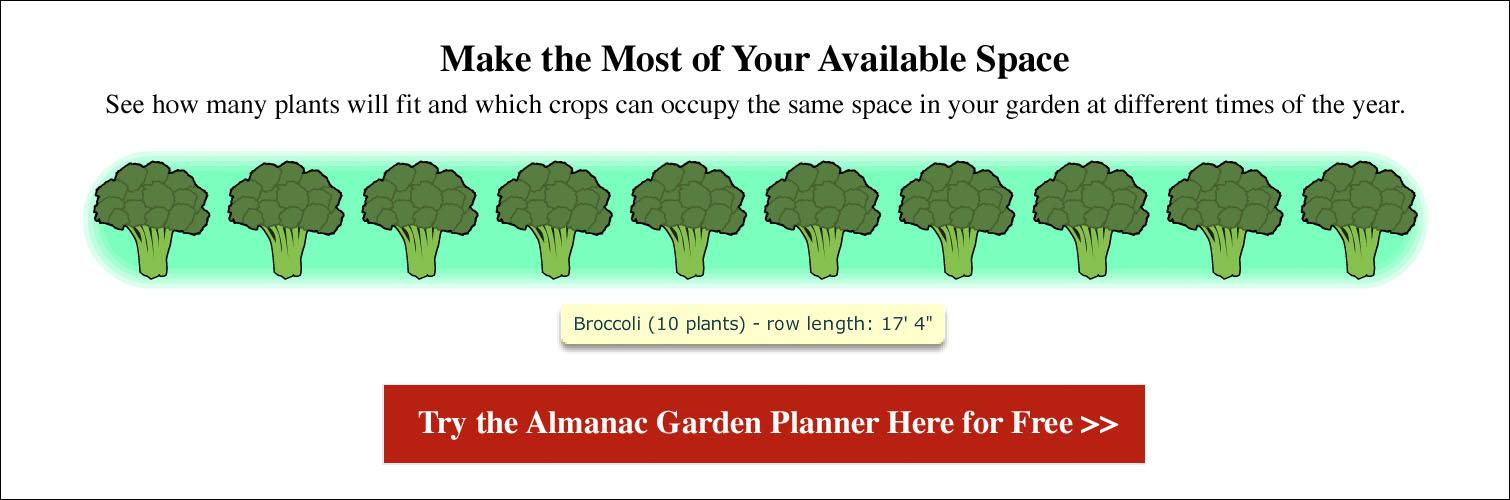 Make the Most of Your Available Space
See how many plants will fit and which crops can occupy the same space in your garden at different times of the year.
Broccoli (10 plants) - row length: 17' 4"
Try the Almanac Garden Planner Here for Free >>